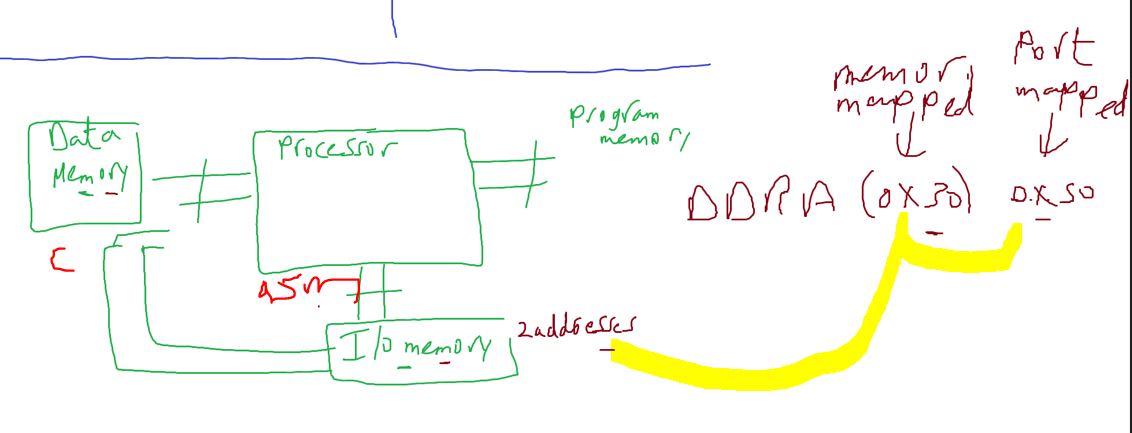 Data
Memory
Processor
program
memory
memory
mapped
Port
mapped
DDRA (0X30) 0X50
C
asm
I/o memory
2addresses